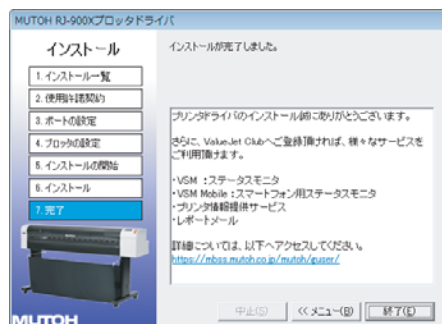 MUTOH RJ-900Xプロッタドライバ
インストール
1.インストール一覧
2.使用許諾契約
3.ポートの設定
4.プロッタの設定
5.インストールの開始
6.インストール
7.完了
MUTOH
インストールが完了しました。
プリンタドライバのインストール誠にありがとうございます。
さらに、ValueJet Clubへご登録頂ければ、様々なサービスを
ご利用頂けます。
・VSM :ステータスモニタ
・VSM Mobile :スマートフォン用ステータスモニタ
・プリンタ情報提供サービス
・レポートメール
詳細については、以下へアクセスしてください。
https://mbss.mutoh.co.jp/mutoh/guser/
中止(S)
<<メニュー(B)
終了(E)